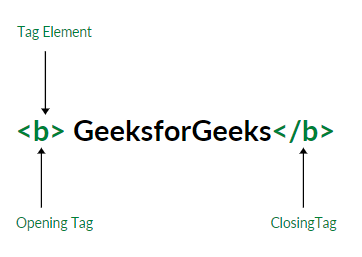 Tag Element
<b> GeeksforGeeks</b>
Opening Tag
ClosingTag